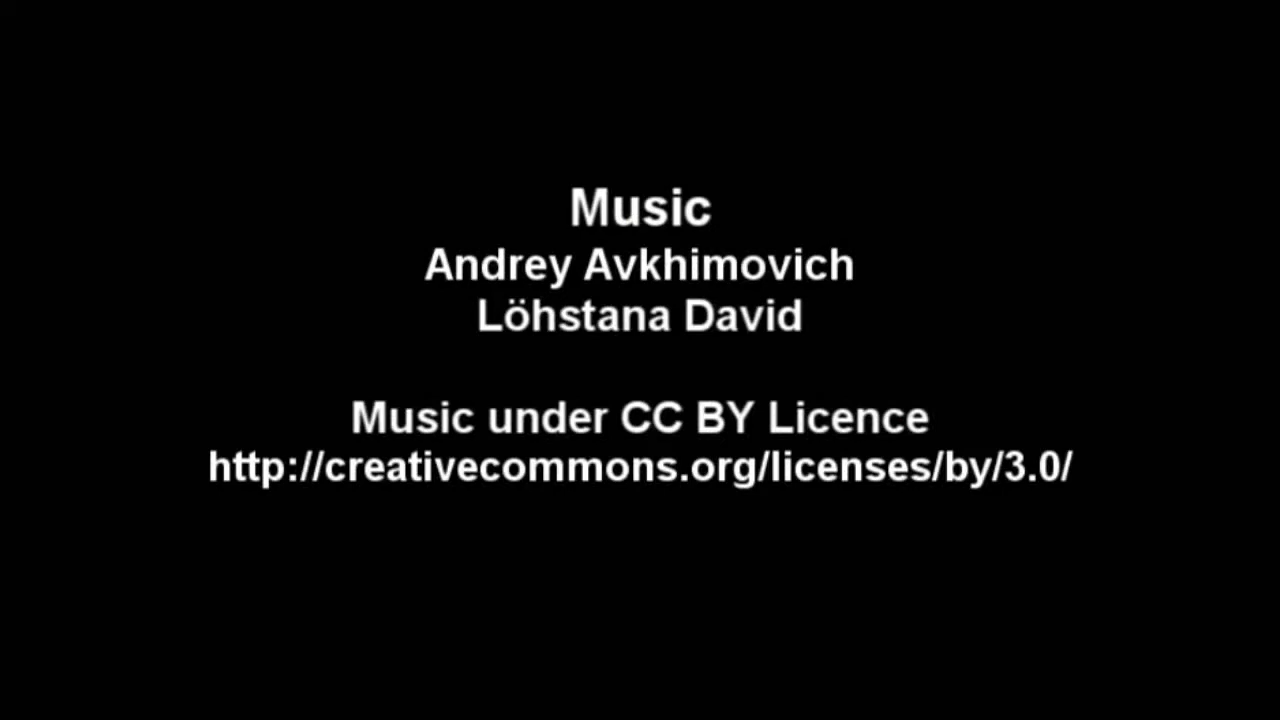 Music
Andrey Avkhimovich
Löhstana David
Music under CC BY Licence
http://creativecommons.org/licenses/by/3.0/